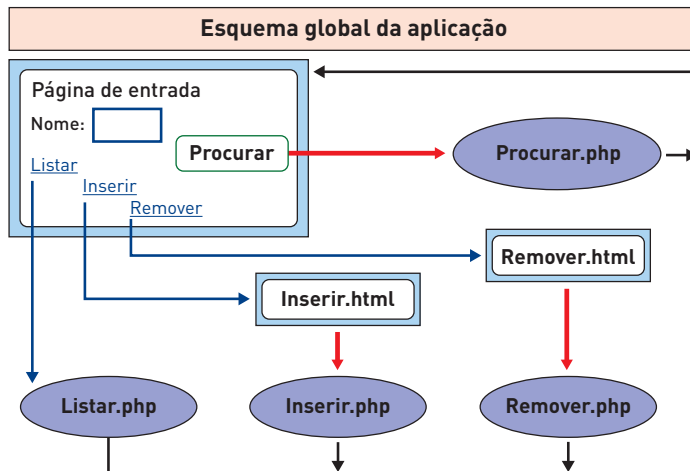 Esquema global da aplicação
Página de entrada
Nome:
Procurar
Procurar.php
Listar
Inserir
Remover
Remover.html
Inserir.html
Listar.php
Inserir.php
Remover.php